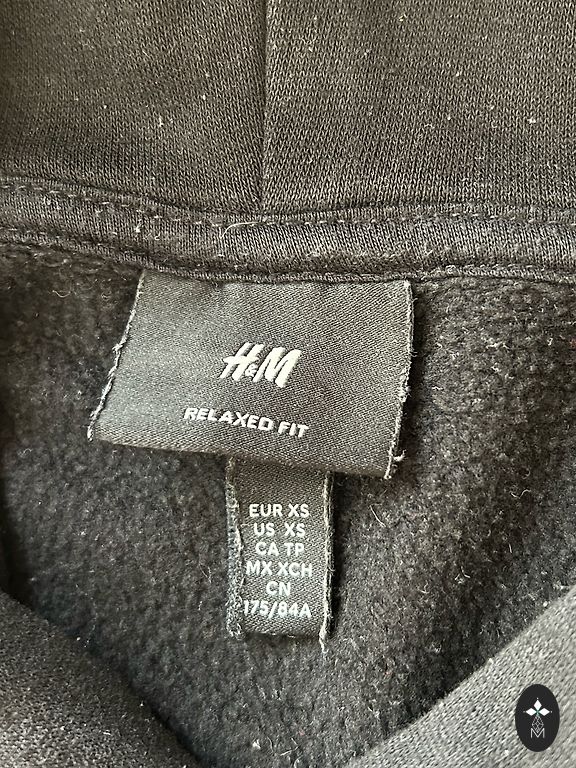 H&M
RELAXED FIT
EUR XS
US XS
CA TP
MX XCH
CN
175/84A
M